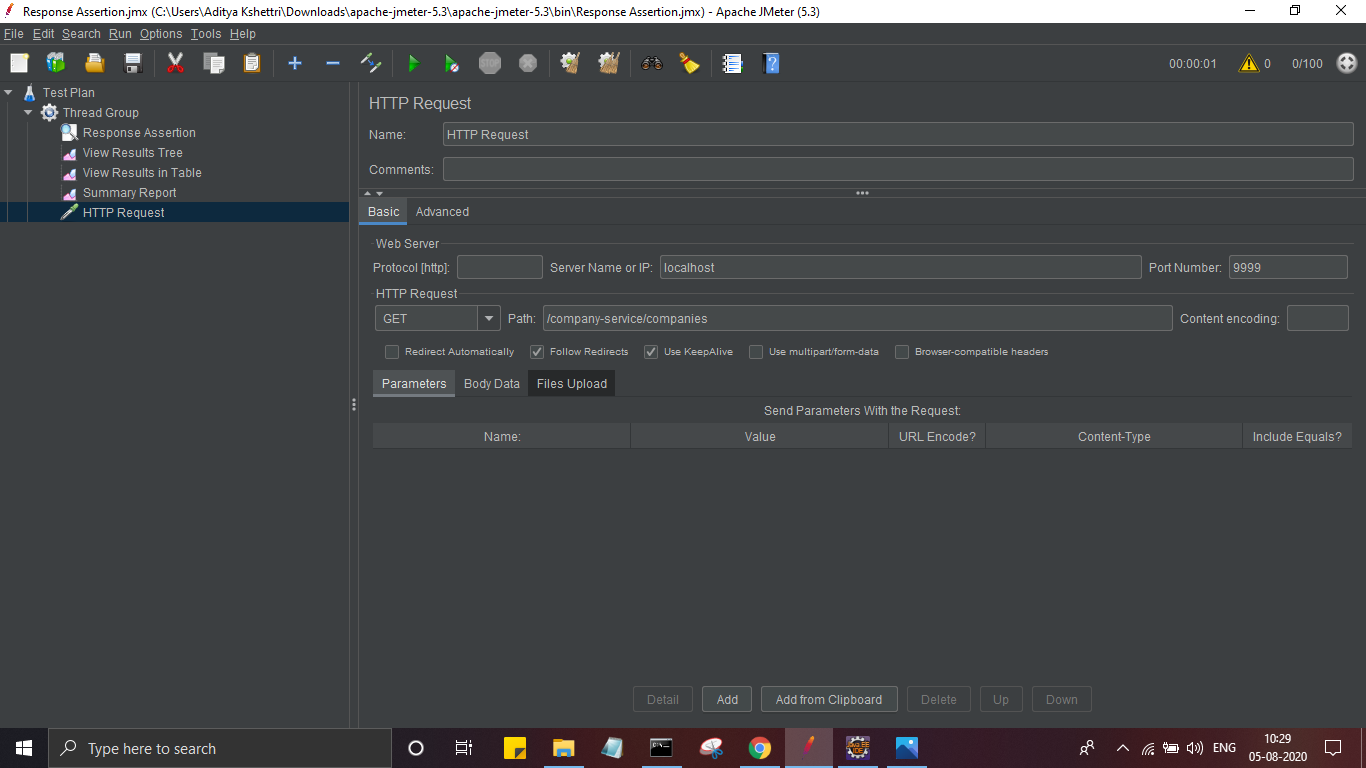 Response Assertion.jmx (C:\Users\Aditya Kshettri\Downloads\apache-jmeter-5.3\apache-jmeter-5.3\bin\Response Assertion.jmx) - Apache JMeter (5.3)
File Edit Search Run Options Tools Help
STOP 00:00:01 0 0/100
Test Plan
Thread Group
Response Assertion
View Results Tree
View Results in Table
Summary Report
HTTP Request
HTTP Request
Name: HTTP Request
Comments:
Basic Advanced
Web Server
Protocol [http]: Server Name or IP: localhost Port Number: 9999
HTTP Request
GET Path: /company-service/companies Content encoding:
Redirect Automatically Follow Redirects Use KeepAlive Use multipart/form-data Browser-compatible headers
Parameters Body Data Files Upload
Send Parameters With the Request:
Name: Value URL Encode? Content-Type Include Equals?
Detail Add Add from Clipboard Delete Up Down
Type here to search
ENG
10:29
05-08-2020